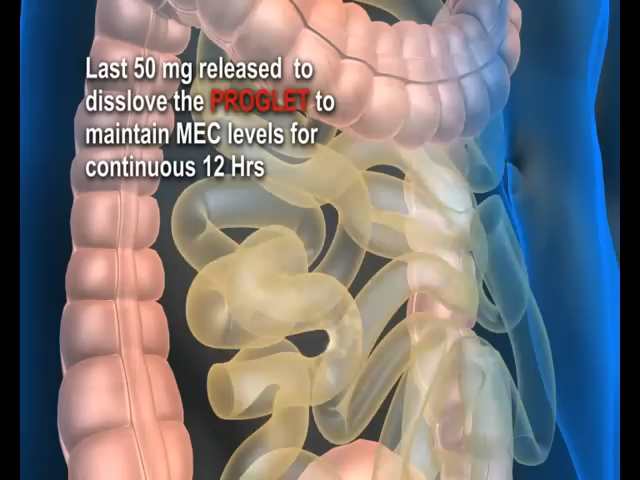 Last 50 mg released to
disslove the PROGLET to
maintain MEC levels for
continuous 12 Hrs